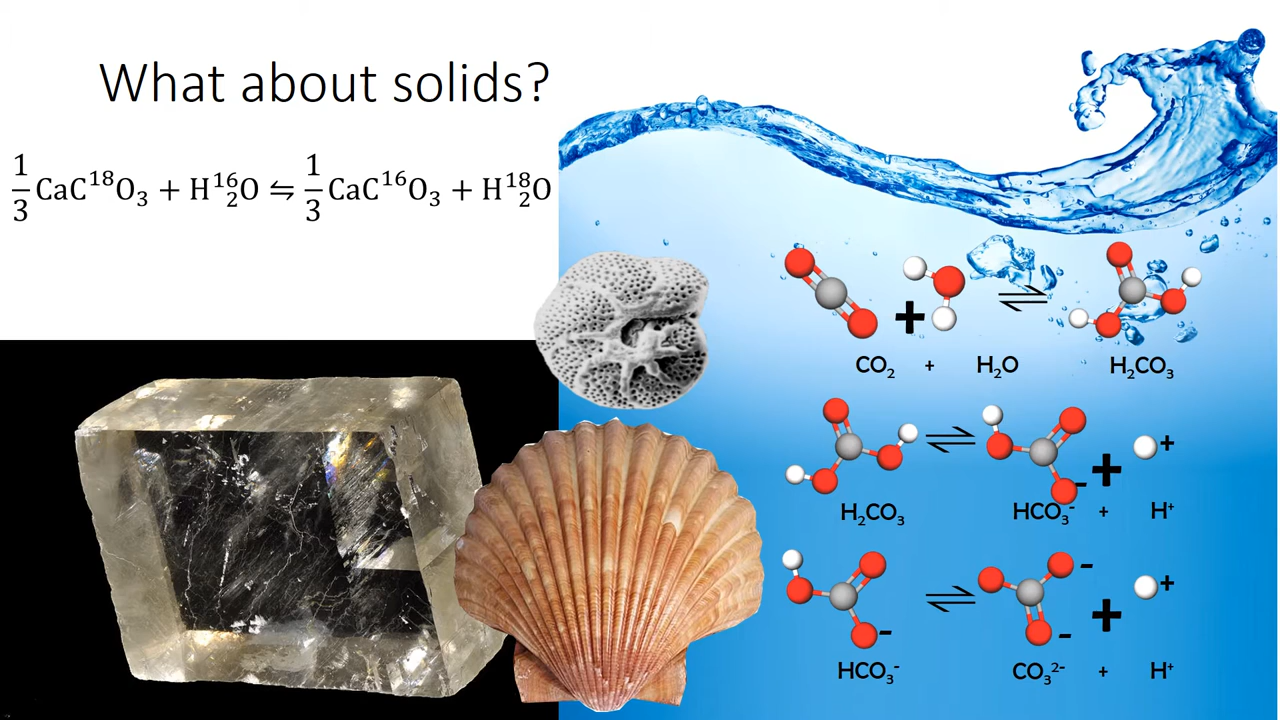 What about solids?
1/3 CaC¹⁸O₃ + H₂¹⁶O ⇋ 1/3 CaC¹⁶O₃ + H₂¹⁸O
+ ⇌
CO₂ + H₂O H₂CO₃
⇌ - + +
H₂CO₃ HCO₃⁻ + H⁺
- ⇌ - - + +
HCO₃⁻ CO₃²⁻ + H⁺